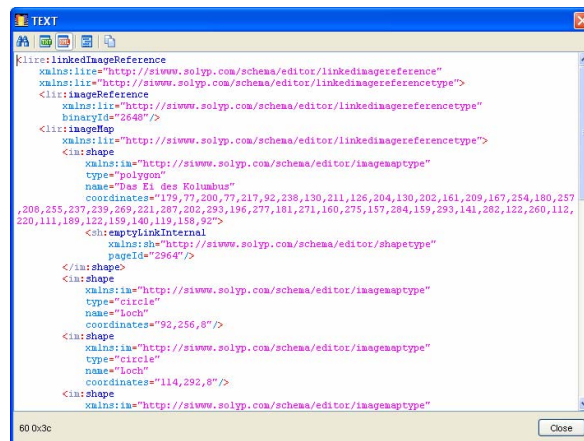 TEXT
<lire:linkedImageReference
xmlns:lire="http://siwww.solyp.com/schema/editor/linkedimagereference"
xmlns:lir="http://siwww.solyp.com/schema/editor/linkedimagereferencetype">
<lir:imageReference
xmlns:lir="http://siwww.solyp.com/schema/editor/linkedimagereferencetype"
binaryId="2648"/>
<lir:imageMap
xmlns:lir="http://siwww.solyp.com/schema/editor/linkedimagereferencetype">
<im:shape
xmlns:im="http://siwww.solyp.com/schema/editor/imagemaptype"
type="polygon"
name="Das Ei des Kolumbus"
coordinates="179,77,200,77,217,92,238,130,211,126,204,130,202,161,209,167,254,180,257
,208,255,237,239,269,221,287,202,293,196,277,181,271,160,275,157,284,159,293,141,282,122,260,112,
220,111,189,122,159,140,119,158,92">
<sh:emptyLinkInternal
xmlns:sh="http://siwww.solyp.com/schema/editor/shapetype"
pageId="2964"/>
</im:shape>
<im:shape
xmlns:im="http://siwww.solyp.com/schema/editor/imagemaptype"
type="circle"
name="Loch"
coordinates="92,256,8"/>
<im:shape
xmlns:im="http://siwww.solyp.com/schema/editor/imagemaptype"
type="circle"
name="Loch"
coordinates="114,292,8"/>
<im:shape
xmlns:im="http://siwww.solyp.com/schema/editor/imagemaptype"
60 0x3c
Close